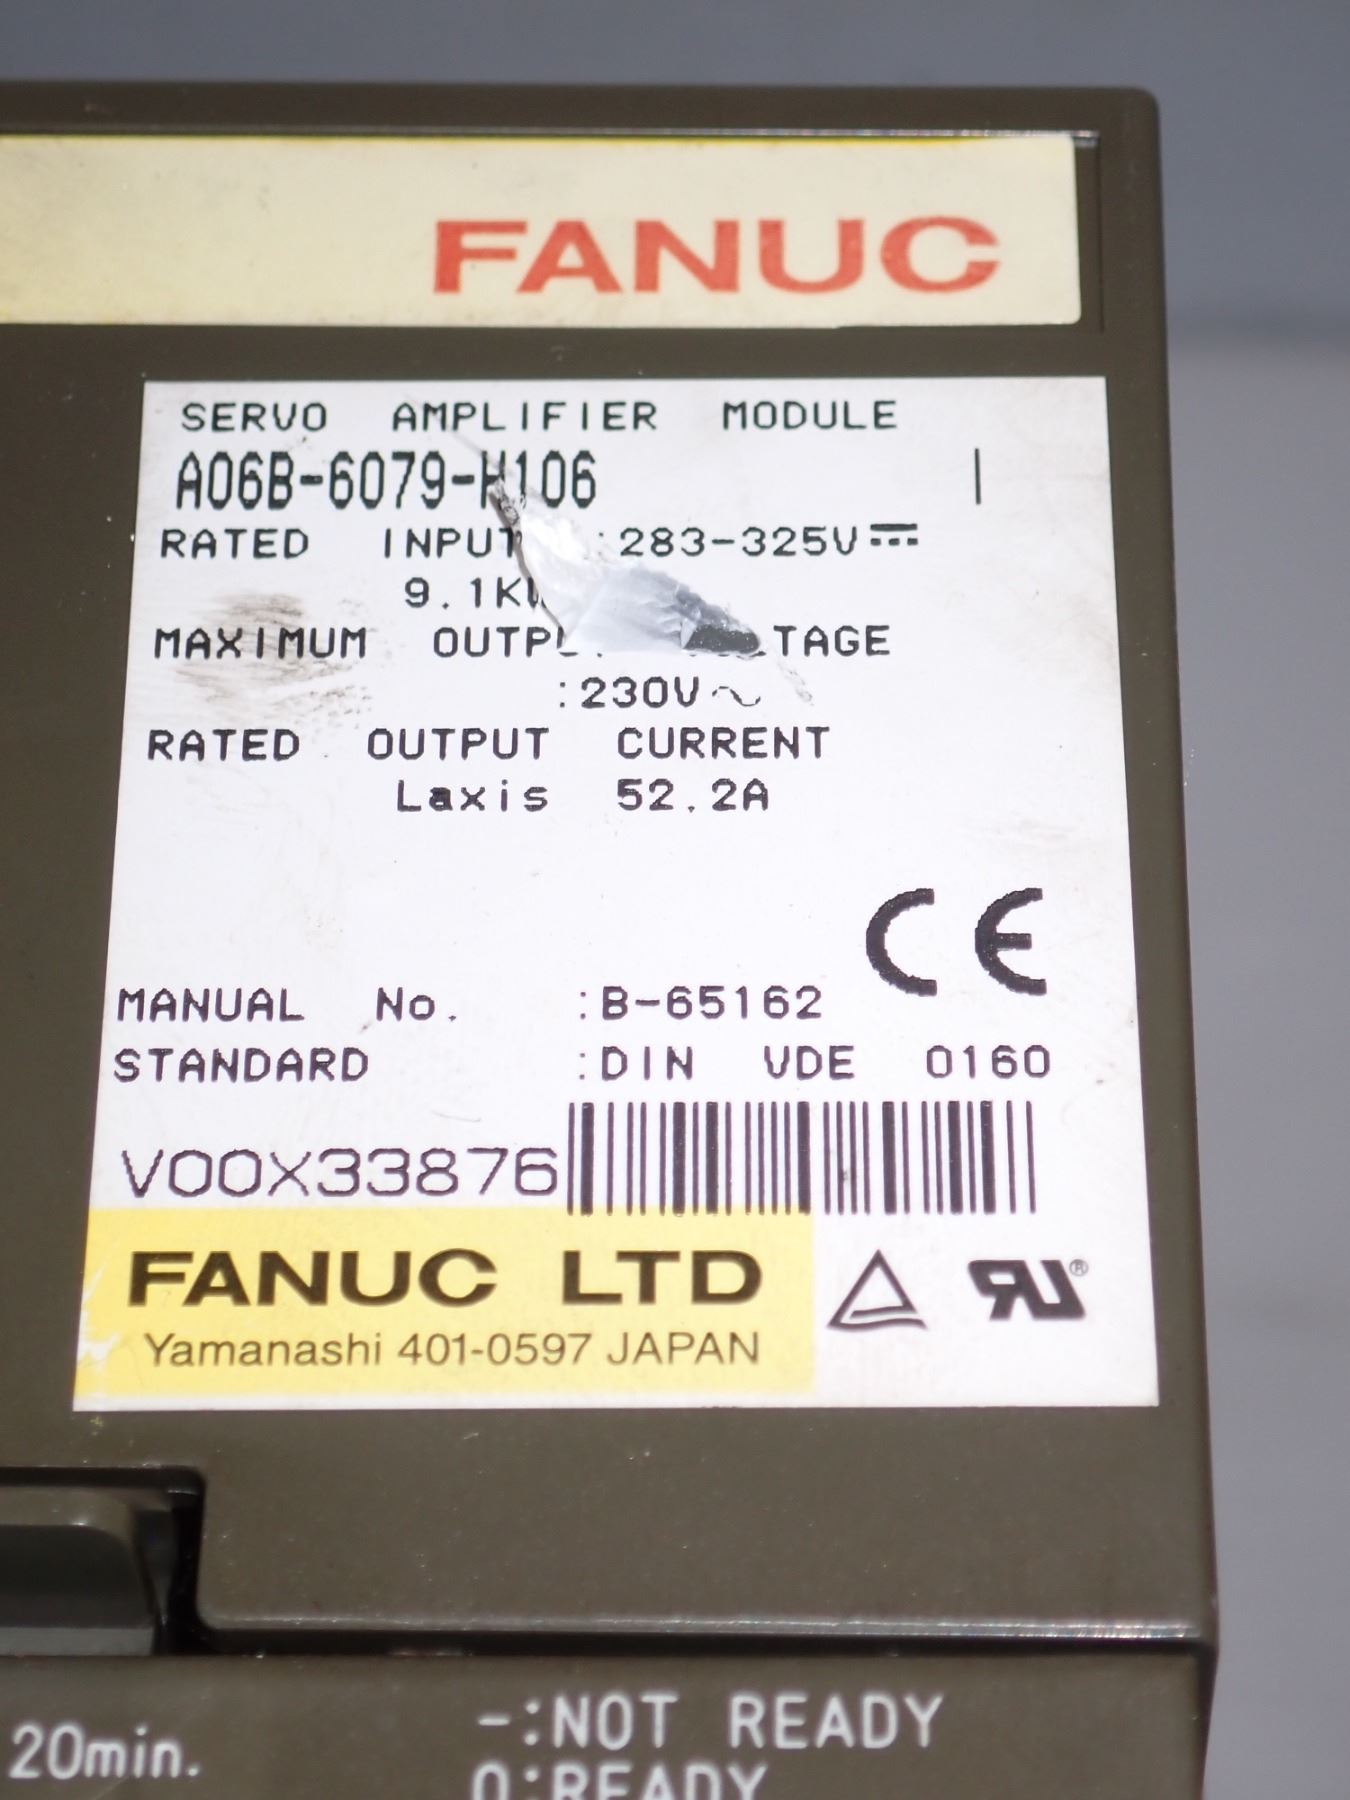 FANUC
SERVO AMPLIFIER MODULE
A06B-6079-H106 I
RATED INPUT :283-325V⎓
9.1KW
MAXIMUM OUTPUT
:230V~
RATED OUTPUT CURRENT
Laxis 52.2A
CE
MANUAL No. :B-65162
STANDARD :DIN VDE 0160
V00X33876
FANUC LTD
Yamanashi 401-0597 JAPAN
20min.
-:NOT READY
0:READY